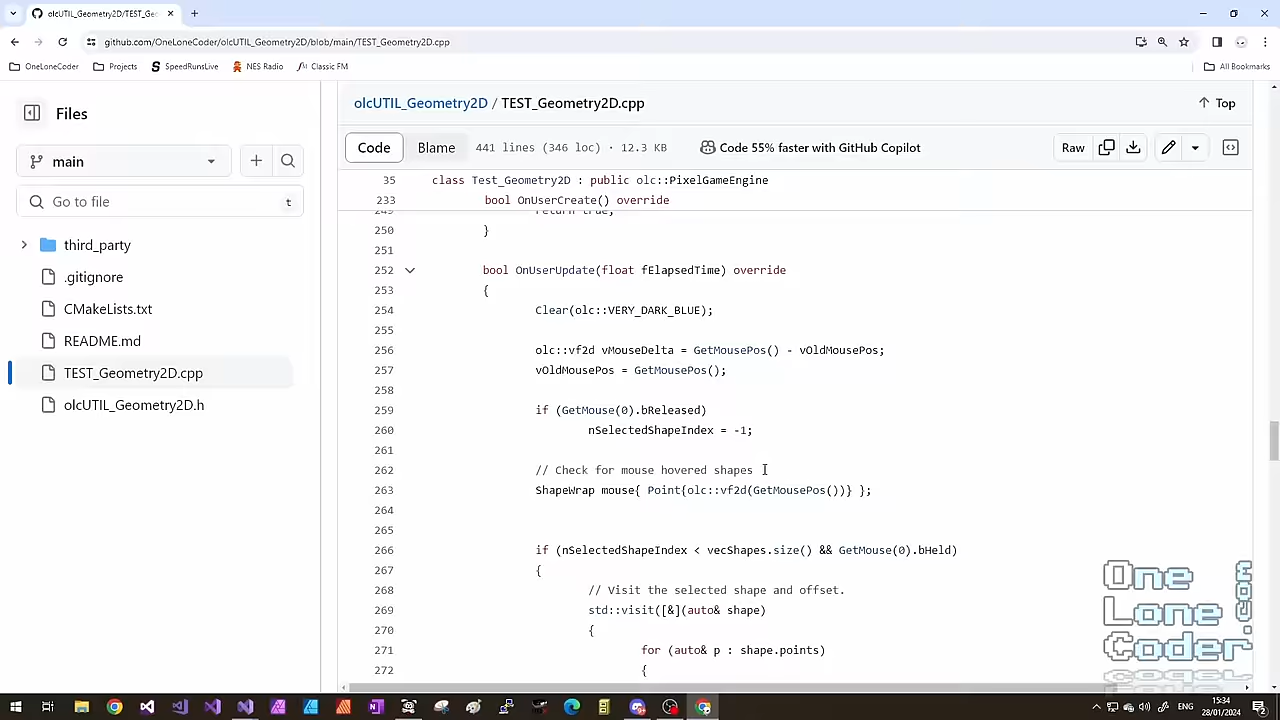 olcUTIL_Geometry2D/TEST_Geo
github.com/OneLoneCoder/olcUTIL_Geometry2D/blob/main/TEST_Geometry2D.cpp
OneLoneCoder Projects SpeedRunsLive NES Radio Classic FM All Bookmarks
Files
olcUTIL_Geometry2D / TEST_Geometry2D.cpp Top
main
Code Blame 441 lines (346 loc) · 12.3 KB Code 55% faster with GitHub Copilot Raw
Go to file t
third_party
.gitignore
CMakeLists.txt
README.md
TEST_Geometry2D.cpp
olcUTIL_Geometry2D.h
35 class Test_Geometry2D : public olc::PixelGameEngine
233 bool OnUserCreate() override
249 return true;
250 }
251
252 bool OnUserUpdate(float fElapsedTime) override
253 {
254 Clear(olc::VERY_DARK_BLUE);
255
256 olc::vf2d vMouseDelta = GetMousePos() - vOldMousePos;
257 vOldMousePos = GetMousePos();
258
259 if (GetMouse(0).bReleased)
260 nSelectedShapeIndex = -1;
261
262 // Check for mouse hovered shapes
263 ShapeWrap mouse{ Point{olc::vf2d(GetMousePos())} };
264
265
266 if (nSelectedShapeIndex < vecShapes.size() && GetMouse(0).bHeld)
267 {
268 // Visit the selected shape and offset.
269 std::visit([&](auto& shape)
270 {
271 for (auto& p : shape.points)
272 {
One
Lone
Coder
.com
ENG
15:34
28/01/2024